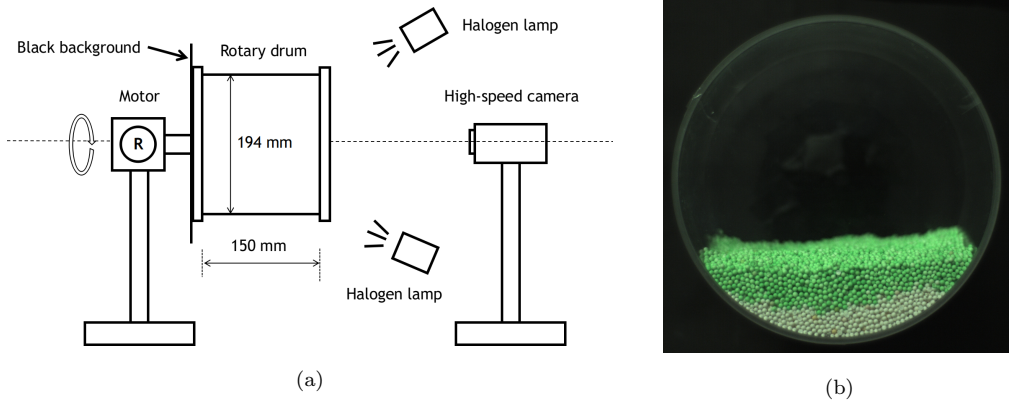 Halogen lamp
Black background
Rotary drum
Motor
High-speed camera
R
194 mm
150 mm
Halogen lamp
(a)
(b)